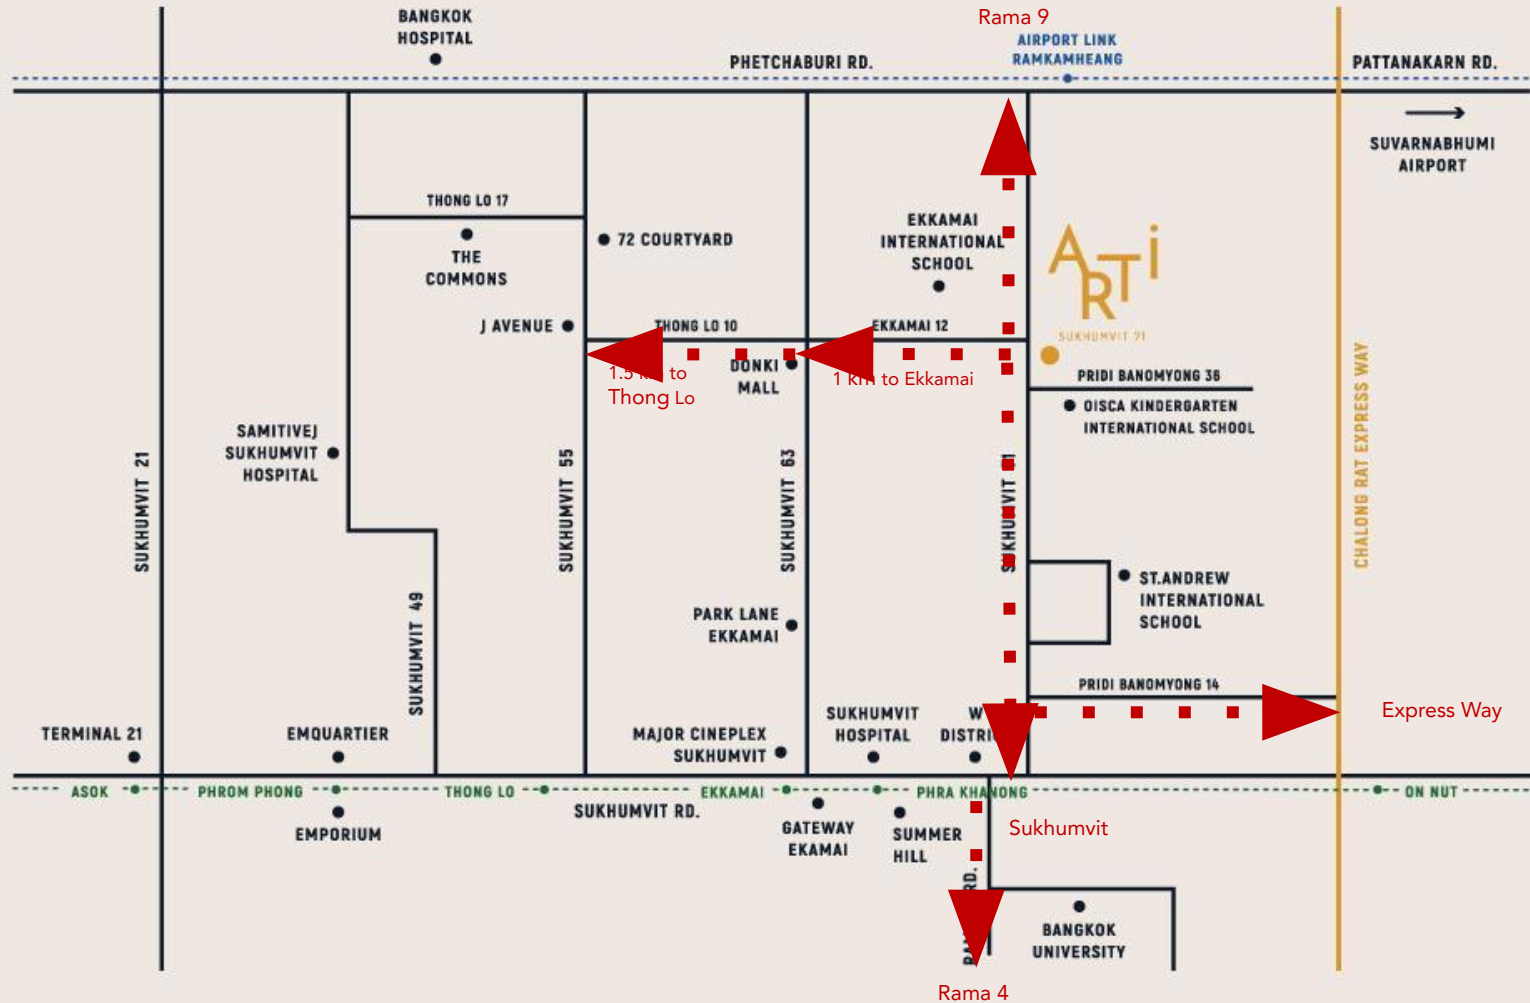 Rama 9
BANGKOK
HOSPITAL
AIRPORT LINK
RAMKAMHEANG
PHETCHABURI RD.
PATTANAKARN RD.
SUVARNABHUMI
AIRPORT
THONG LO 17
THE
COMMONS
72 COURTYARD
EKKAMAI
INTERNATIONAL
SCHOOL
ARTi
SUKHUMVIT 71
J AVENUE
THONG LO 10
EKKAMAI 12
DONKI
MALL
1.5 km to
Thong Lo
1 km to Ekkamai
PRIDI BANOMYONG 36
OISCA KINDERGARTEN
INTERNATIONAL SCHOOL
SAMITIVEJ
SUKHUMVIT
HOSPITAL
SUKHUMVIT 21
SUKHUMVIT 49
SUKHUMVIT 55
SUKHUMVIT 63
SUKHUMVIT
CHALONG RAT EXPRESS WAY
ST.ANDREW
INTERNATIONAL
SCHOOL
PARK LANE
EKKAMAI
PRIDI BANOMYONG 14
Express Way
TERMINAL 21
EMQUARTIER
MAJOR CINEPLEX
SUKHUMVIT
SUKHUMVIT
HOSPITAL
W
ASOK
PHROM PHONG
THONG LO
EKKAMAI
PHRA KHANONG
ON NUT
EMPORIUM
SUKHUMVIT RD.
GATEWAY
EKAMAI
SUMMER
HILL
Sukhumvit
RD.
BANGKOK
UNIVERSITY
Rama 4